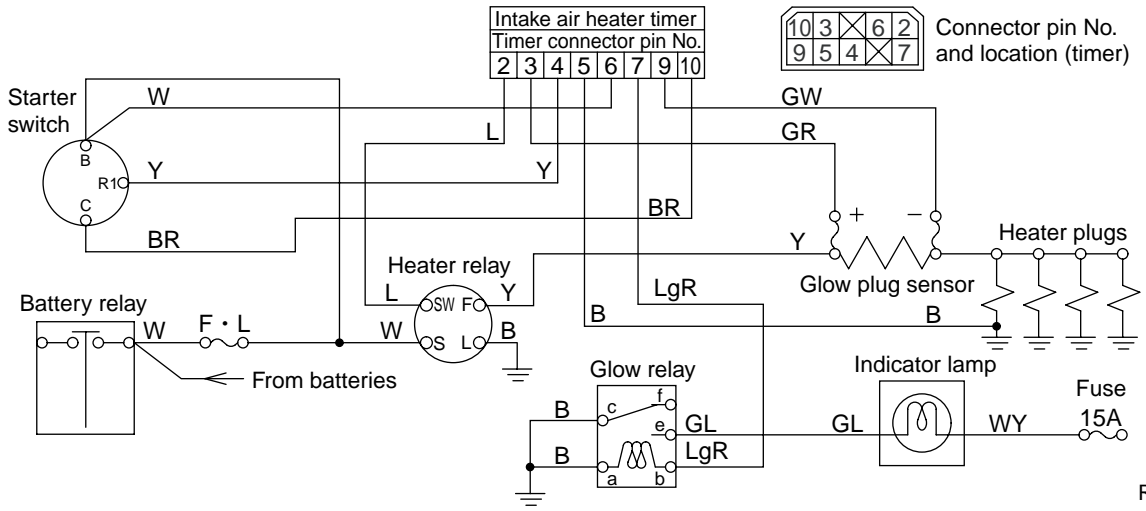 Intake air heater timer
Timer connector pin No.
2 3 4 5 6 7 9 10
10 3 6 2
9 5 4 7
Connector pin No.
and location (timer)
Starter
switch
W
GW
L
GR
B
R1
C
Y
Y
BR
BR
+
−
Heater plugs
Y
Glow plug sensor
Heater relay
L
SW
F
Y
LgR
W
S
L
B
B
B
Battery relay
W
F・L
From batteries
Glow relay
Indicator lamp
Fuse
15A
B
c
f
e
GL
GL
WY
B
a
b
LgR
R